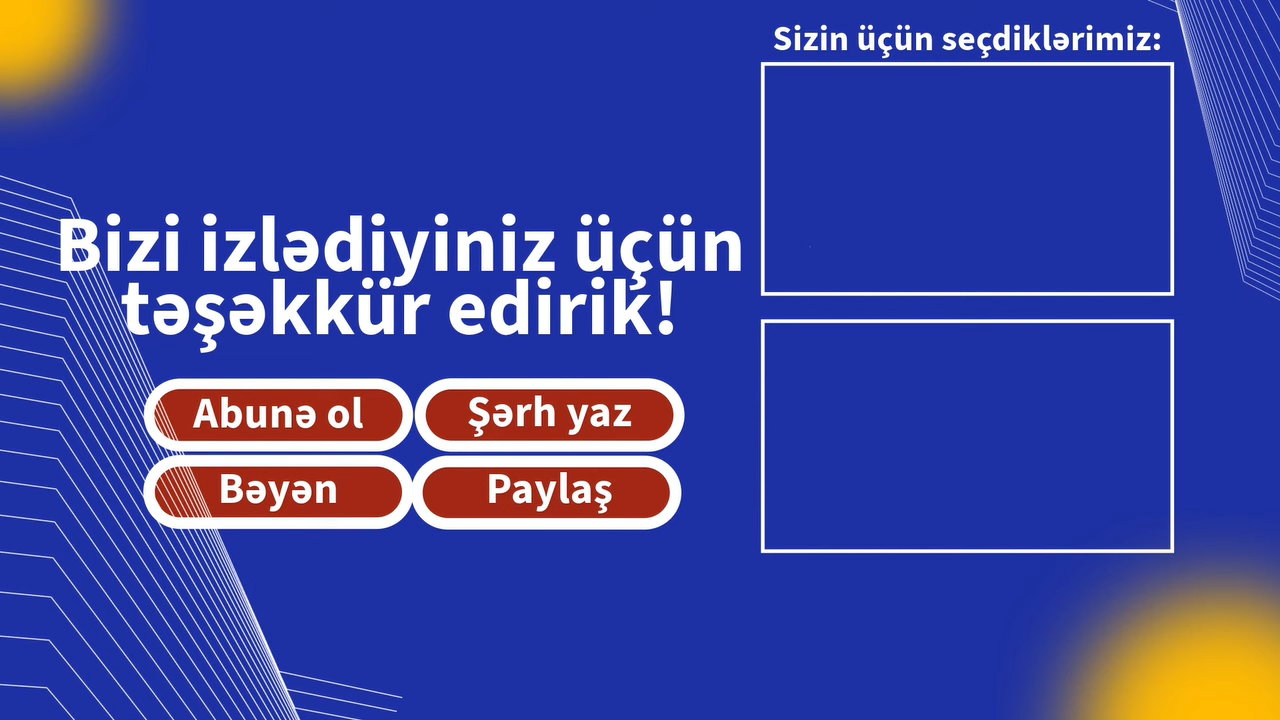 Sizin üçün seçdiklərimiz:
Bizi izlədiyiniz üçün
təşəkkür edirik!
Abunə ol
Şərh yaz
Bəyən
Paylaş